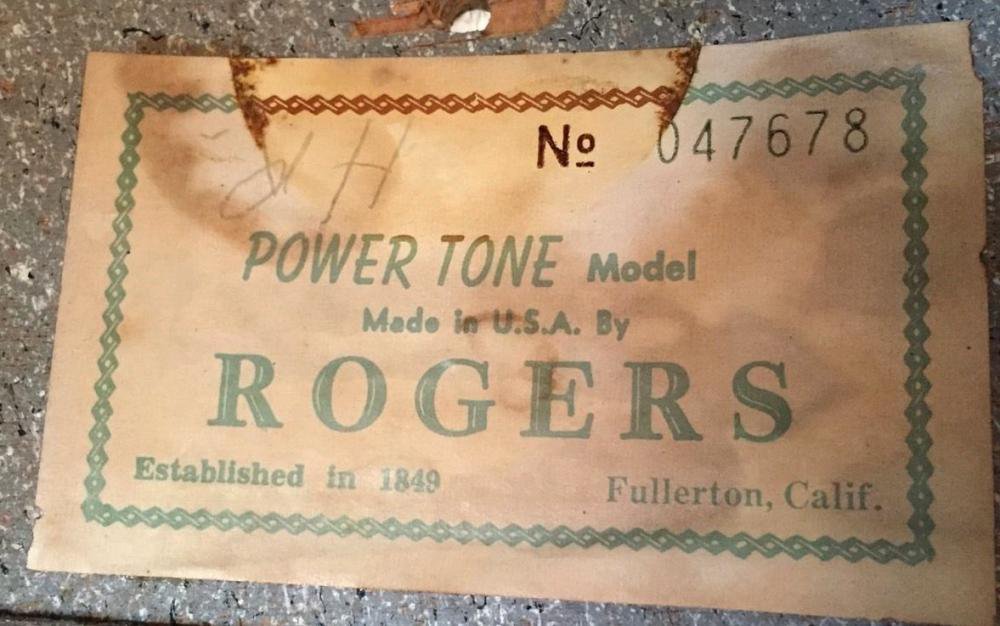 Nº 047678
POWER TONE Model
Made in U.S.A. By
ROGERS
Established in 1849 Fullerton, Calif.